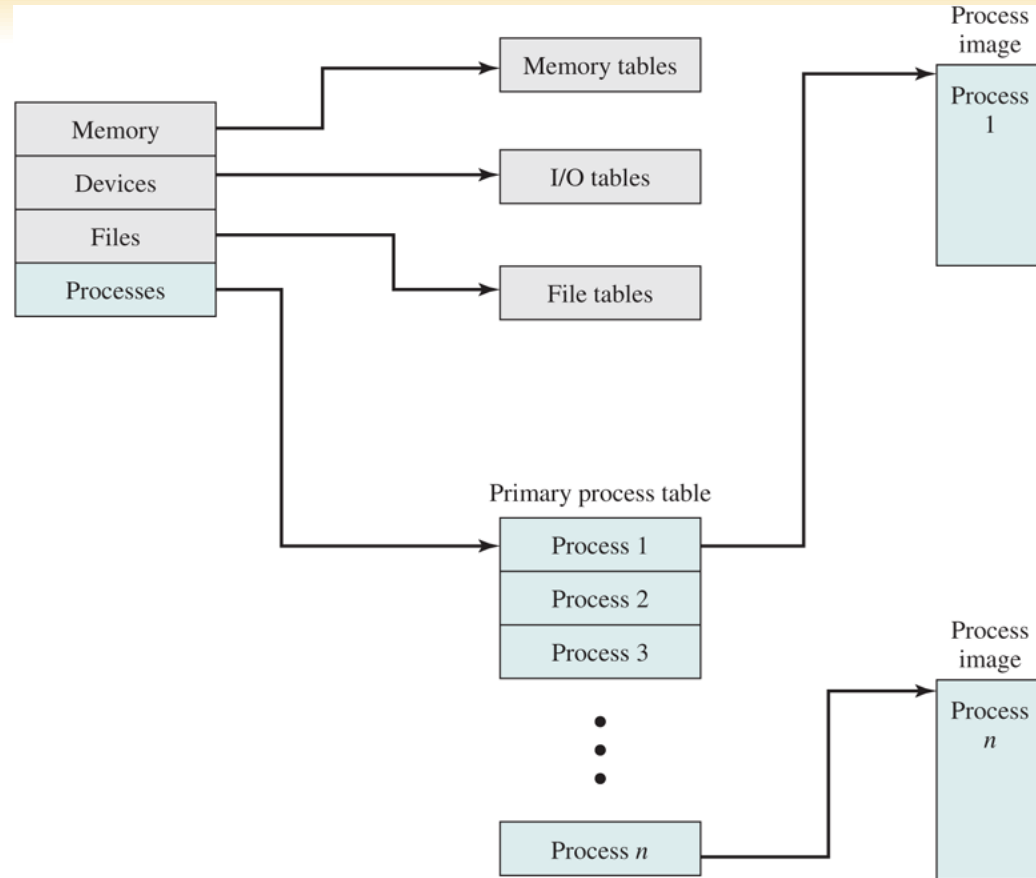 Memory
Devices
Files
Processes
Memory tables
I/O tables
File tables
Primary process table
Process 1
Process 2
Process 3
Process n
Process
image
Process
1
Process
image
Process
n